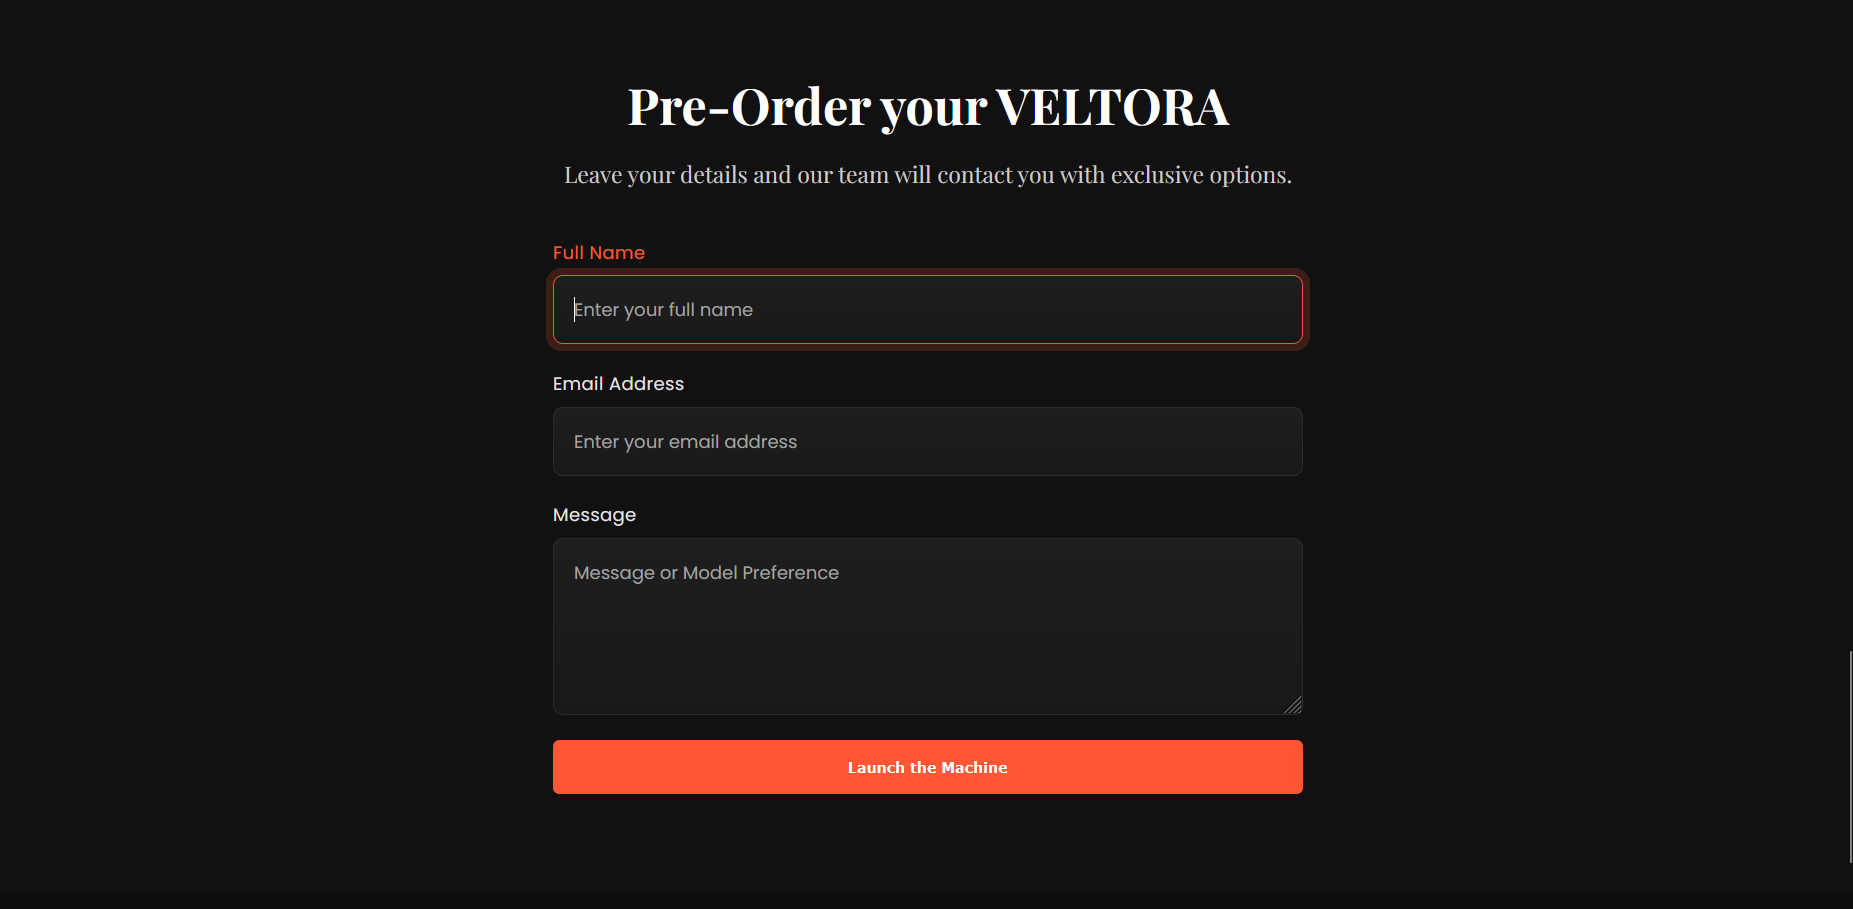 Pre-Order your VELTORA
Leave your details and our team will contact you with exclusive options.
Full Name
Enter your full name
Email Address
Enter your email address
Message
Message or Model Preference
Launch the Machine